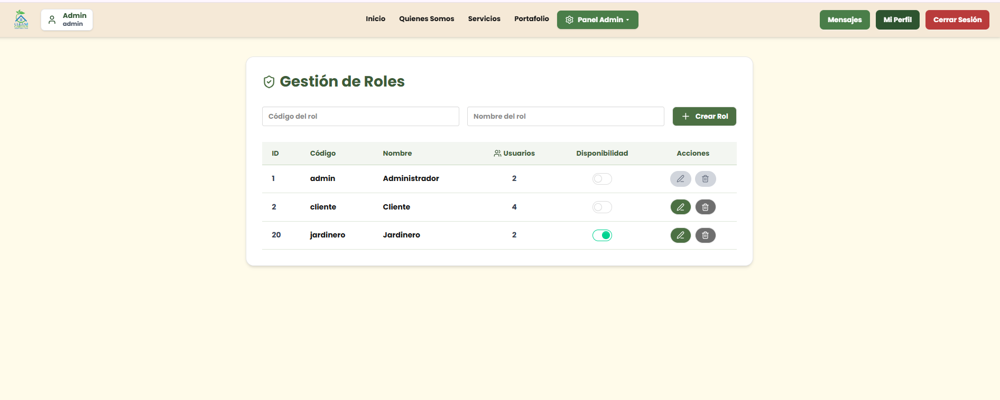 CLEAN &
GARDEN
Admin
admin
Inicio
Quienes Somos
Servicios
Portafolio
Panel Admin
Mensajes
Mi Perfil
Cerrar Sesión
Gestión de Roles
Código del rol
Nombre del rol
Crear Rol
ID Código Nombre Usuarios Disponibilidad Acciones
1 admin Administrador 2
2 cliente Cliente 4
20 jardinero Jardinero 2